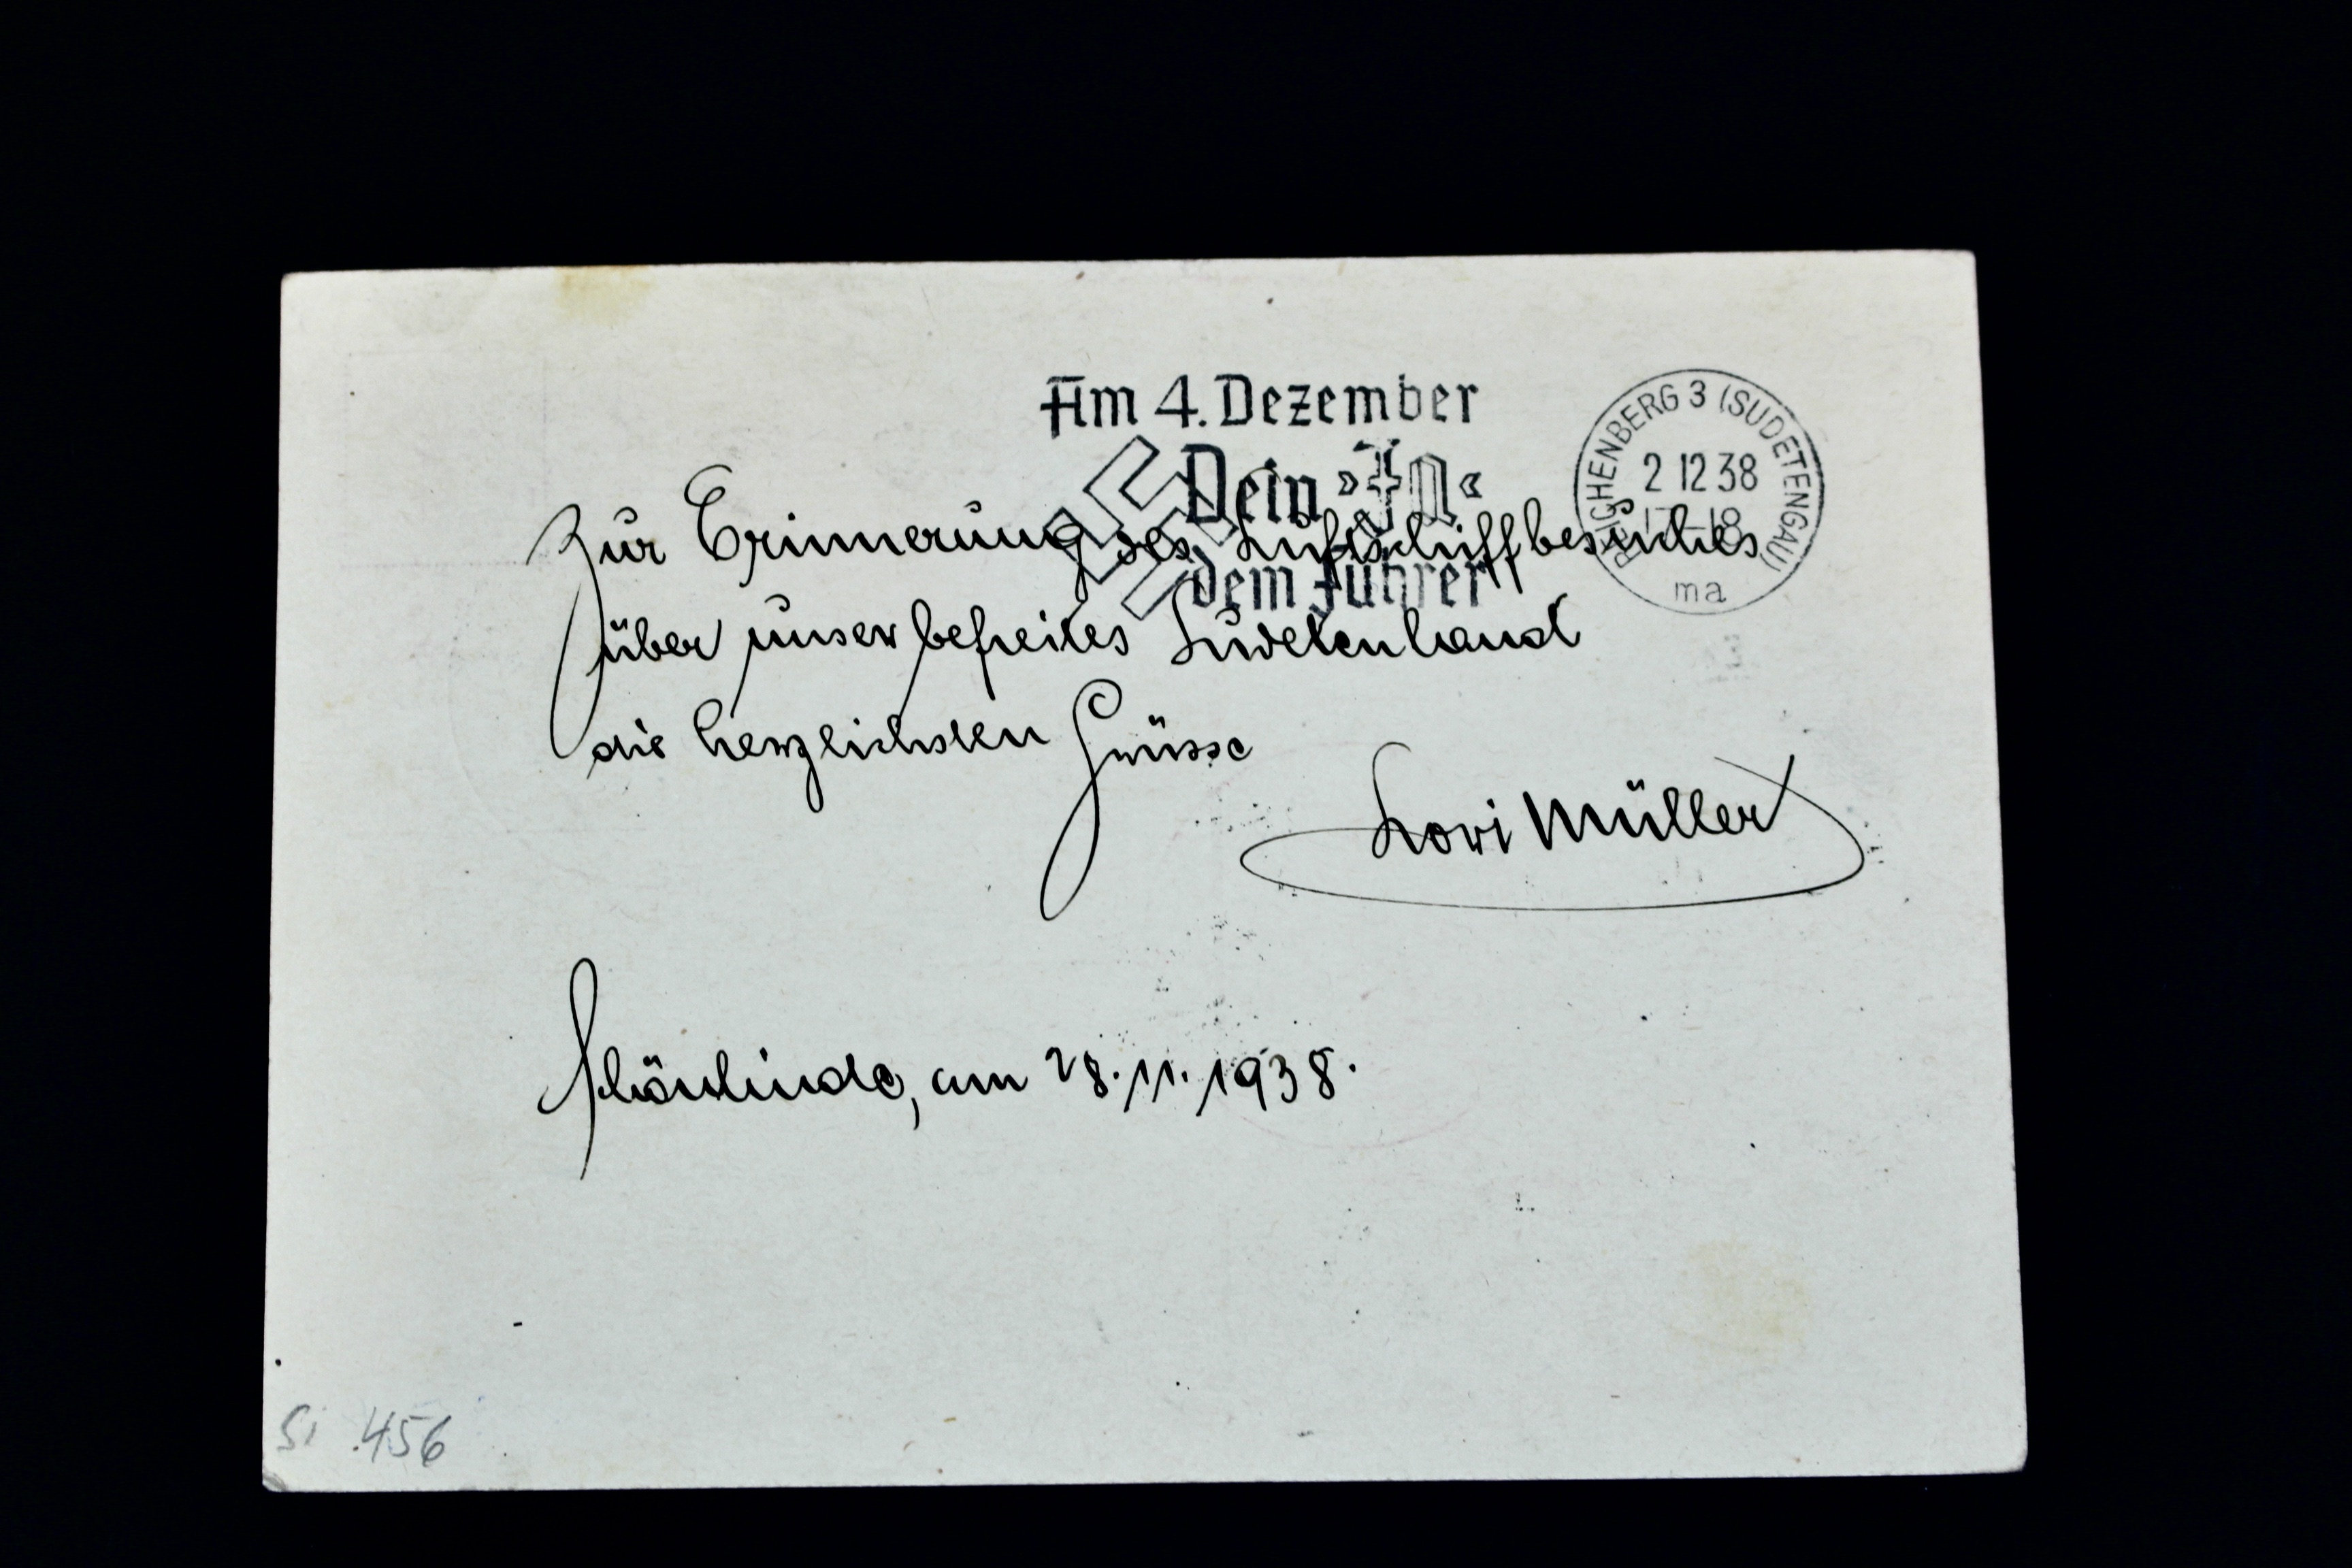 Am 4. Dezember
Dein »Ja«
dem Führer
REICHENBERG 3 (SUDETENGAU)
2 12 38
17-18
ma
Zur Erinnerung des Luftschiffbesuches
über unser befreites Sudetenland
die herzlichsten Grüsse
Lori Müller
Schönlinde, am 28.11.1938.
Si 456